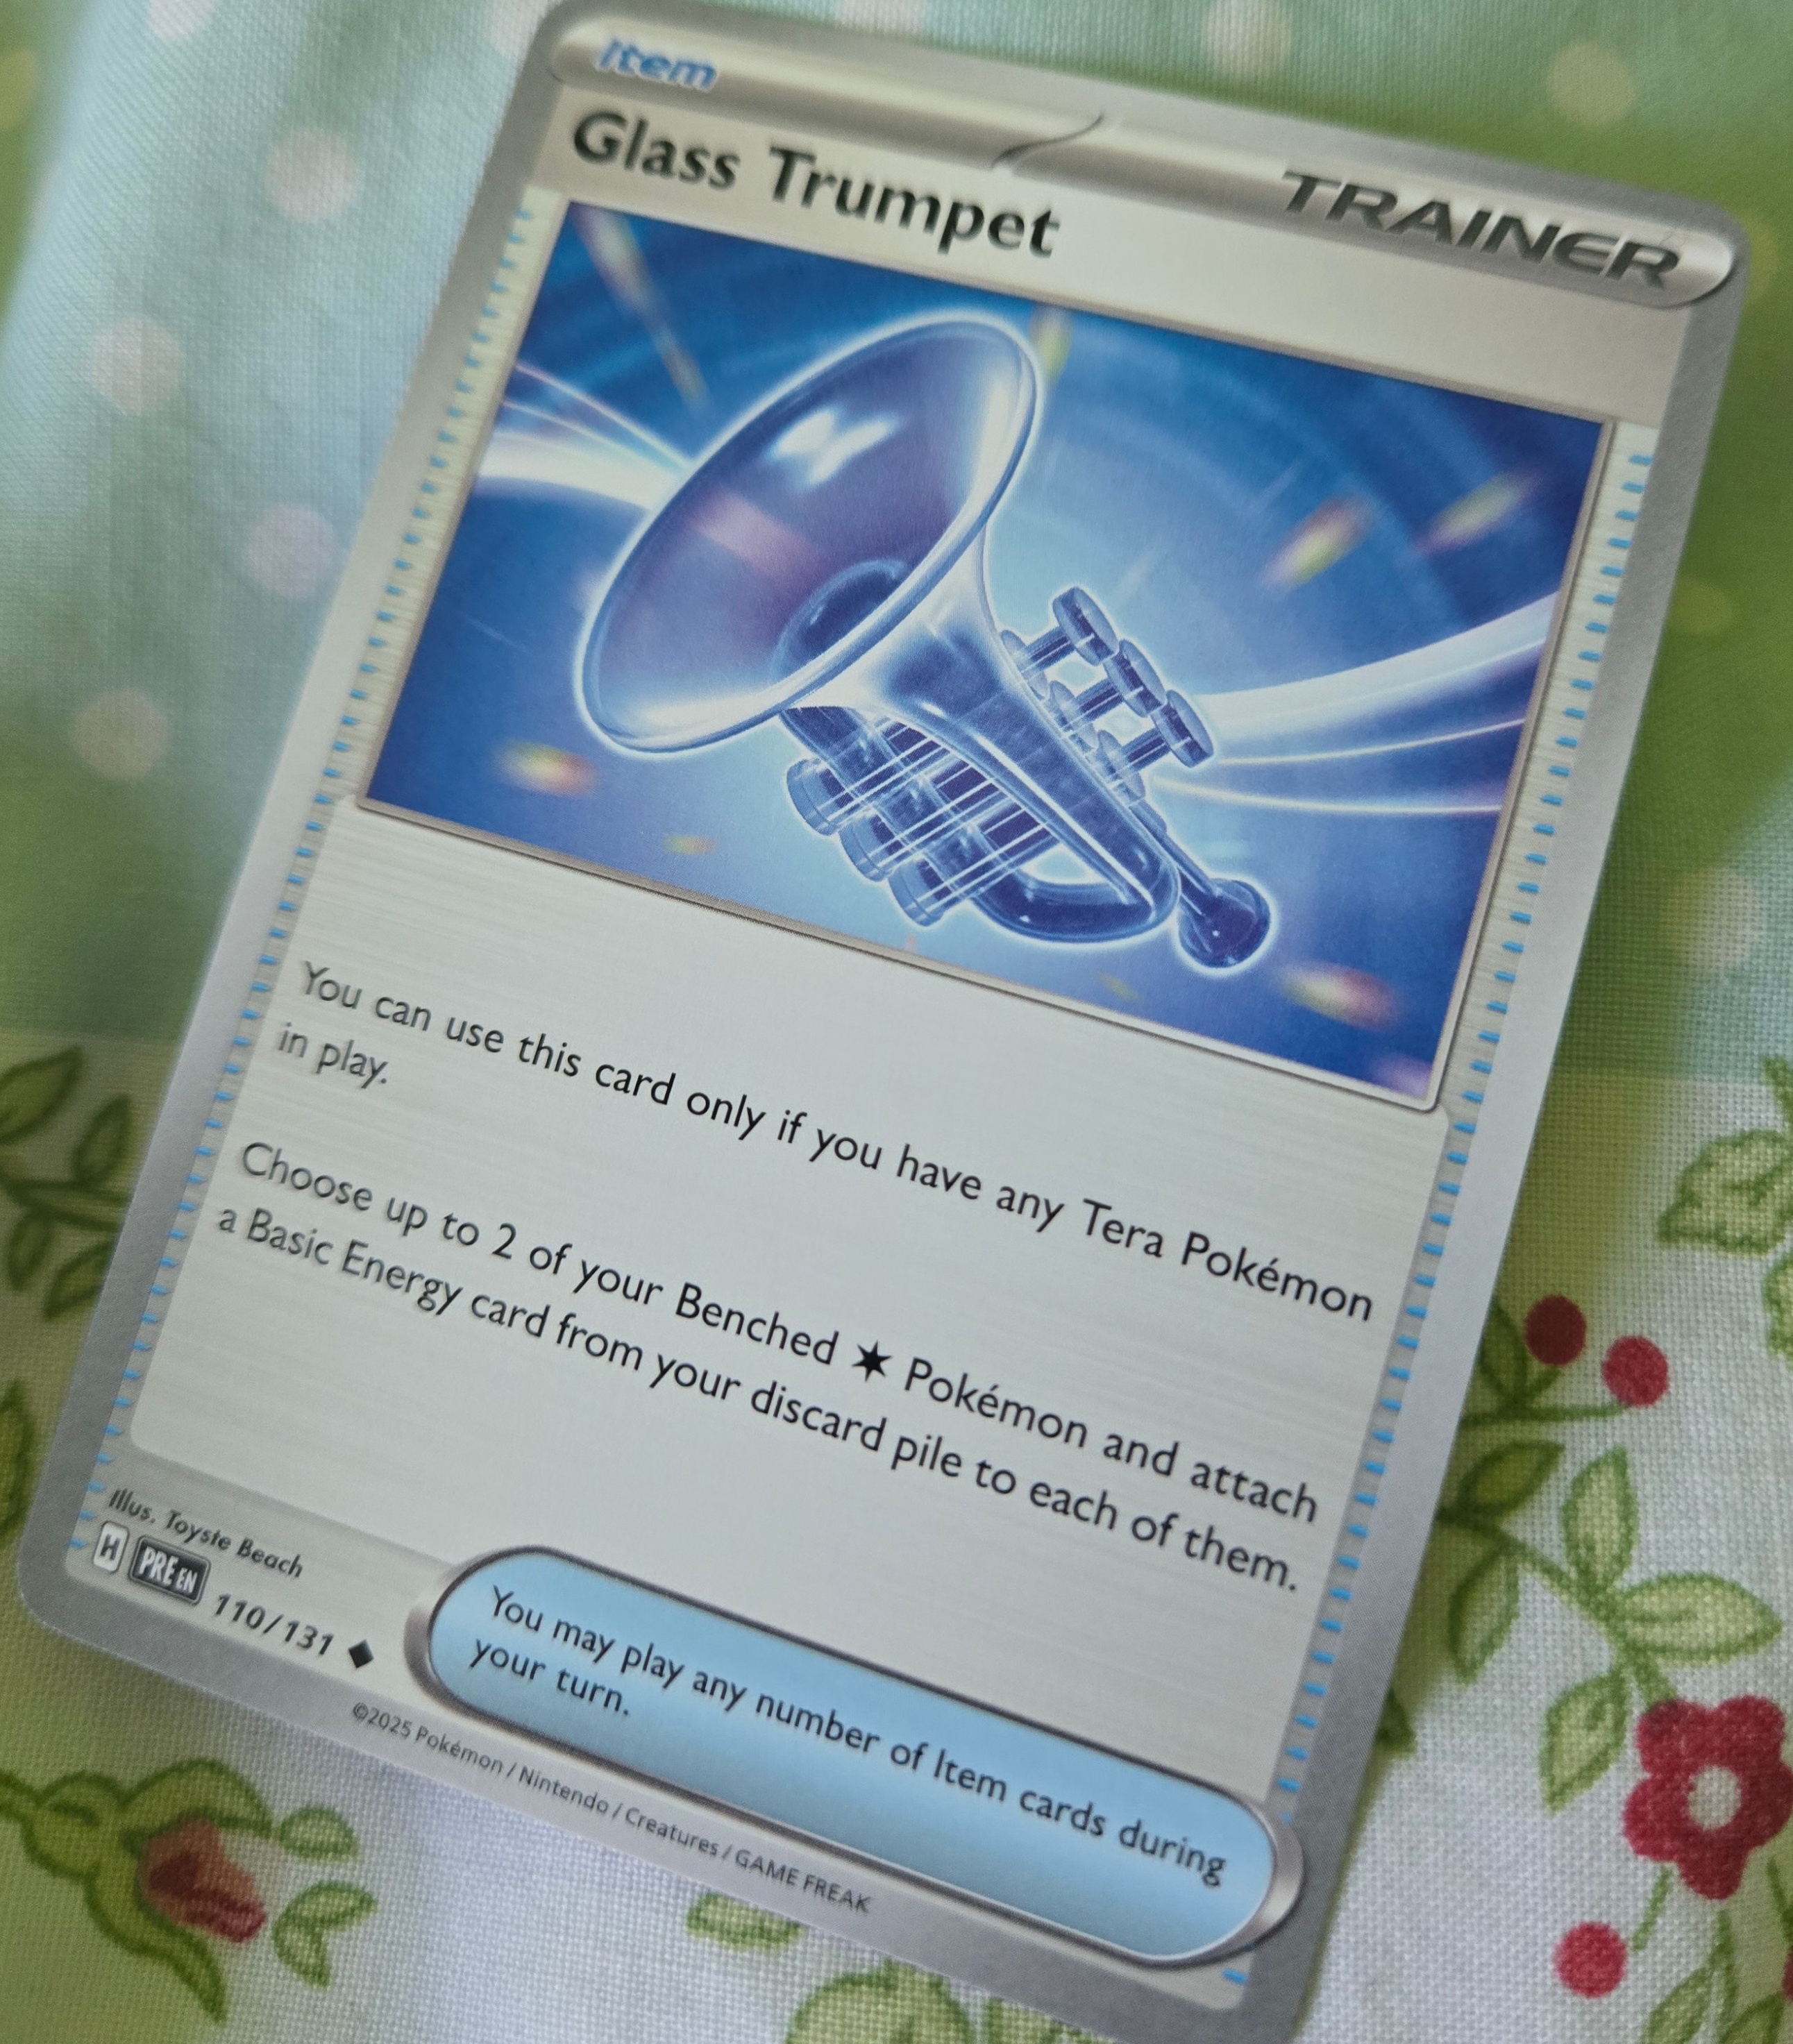 Item
TRAINER
Glass Trumpet
You can use this card only if you have any Tera Pokémon
in play.
Choose up to 2 of your Benched ✶ Pokémon and attach
a Basic Energy card from your discard pile to each of them.
Illus. Toyste Beach
H PRE EN 110/131 ◆
You may play any number of Item cards during
your turn.
©2025 Pokémon / Nintendo / Creatures / GAME FREAK